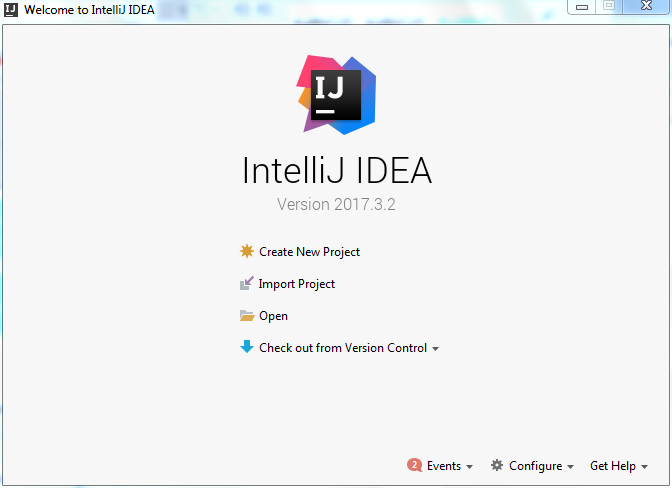 Welcome to IntelliJ IDEA
IJ
IntelliJ IDEA
Version 2017.3.2
Create New Project
Import Project
Open
Check out from Version Control
2 Events Configure Get Help